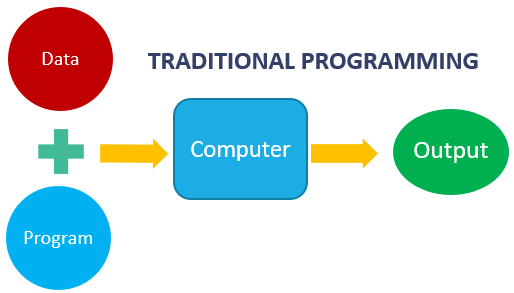 Data
TRADITIONAL PROGRAMMING
Computer
Output
Program